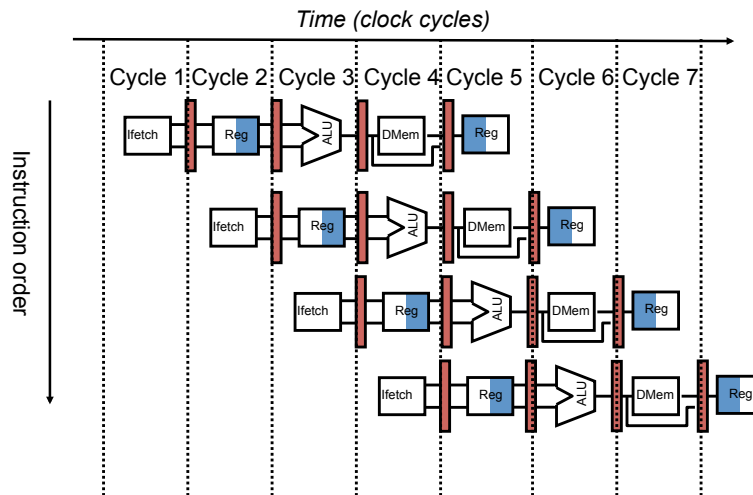 Time (clock cycles)
Cycle 1 Cycle 2 Cycle 3 Cycle 4 Cycle 5 Cycle 6 Cycle 7
Instruction order
Ifetch Reg ALU DMem Reg
Ifetch Reg ALU DMem Reg
Ifetch Reg ALU DMem Reg
Ifetch Reg ALU DMem Reg